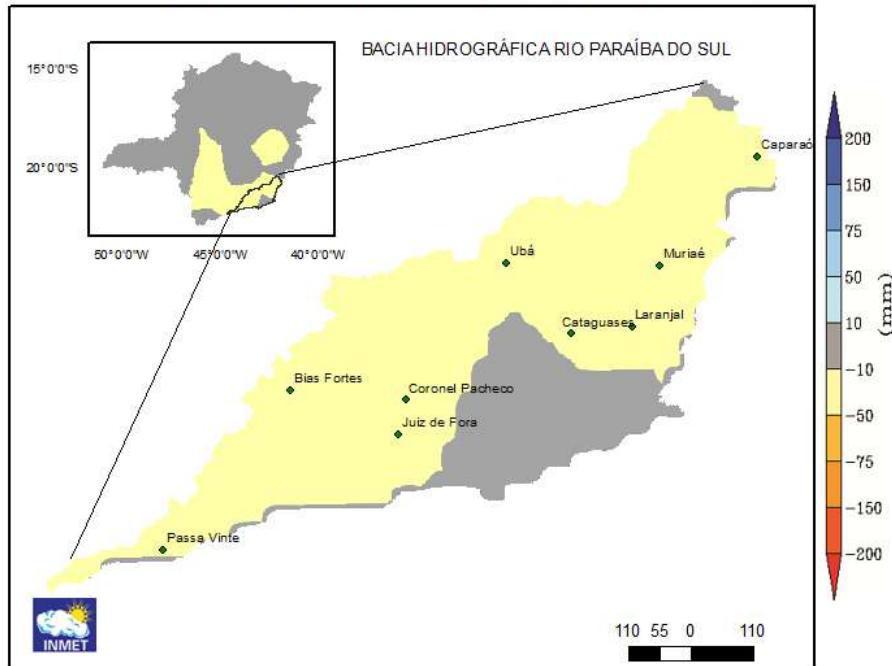 BACIA HIDROGRÁFICA RIO PARAÍBA DO SUL
15°0'0"S
20°0'0"S
50°0'0"W
45°0'0"W
40°0'0"W
Caparaó
Ubá
Muriaé
Cataguases
Laranjal
Bias Fortes
Coronel Pacheco
Juiz de Fora
Passa Vinte
INMET
110 55 0 110
200
150
75
50
10
-10
-50
-75
-150
-200
(mm)